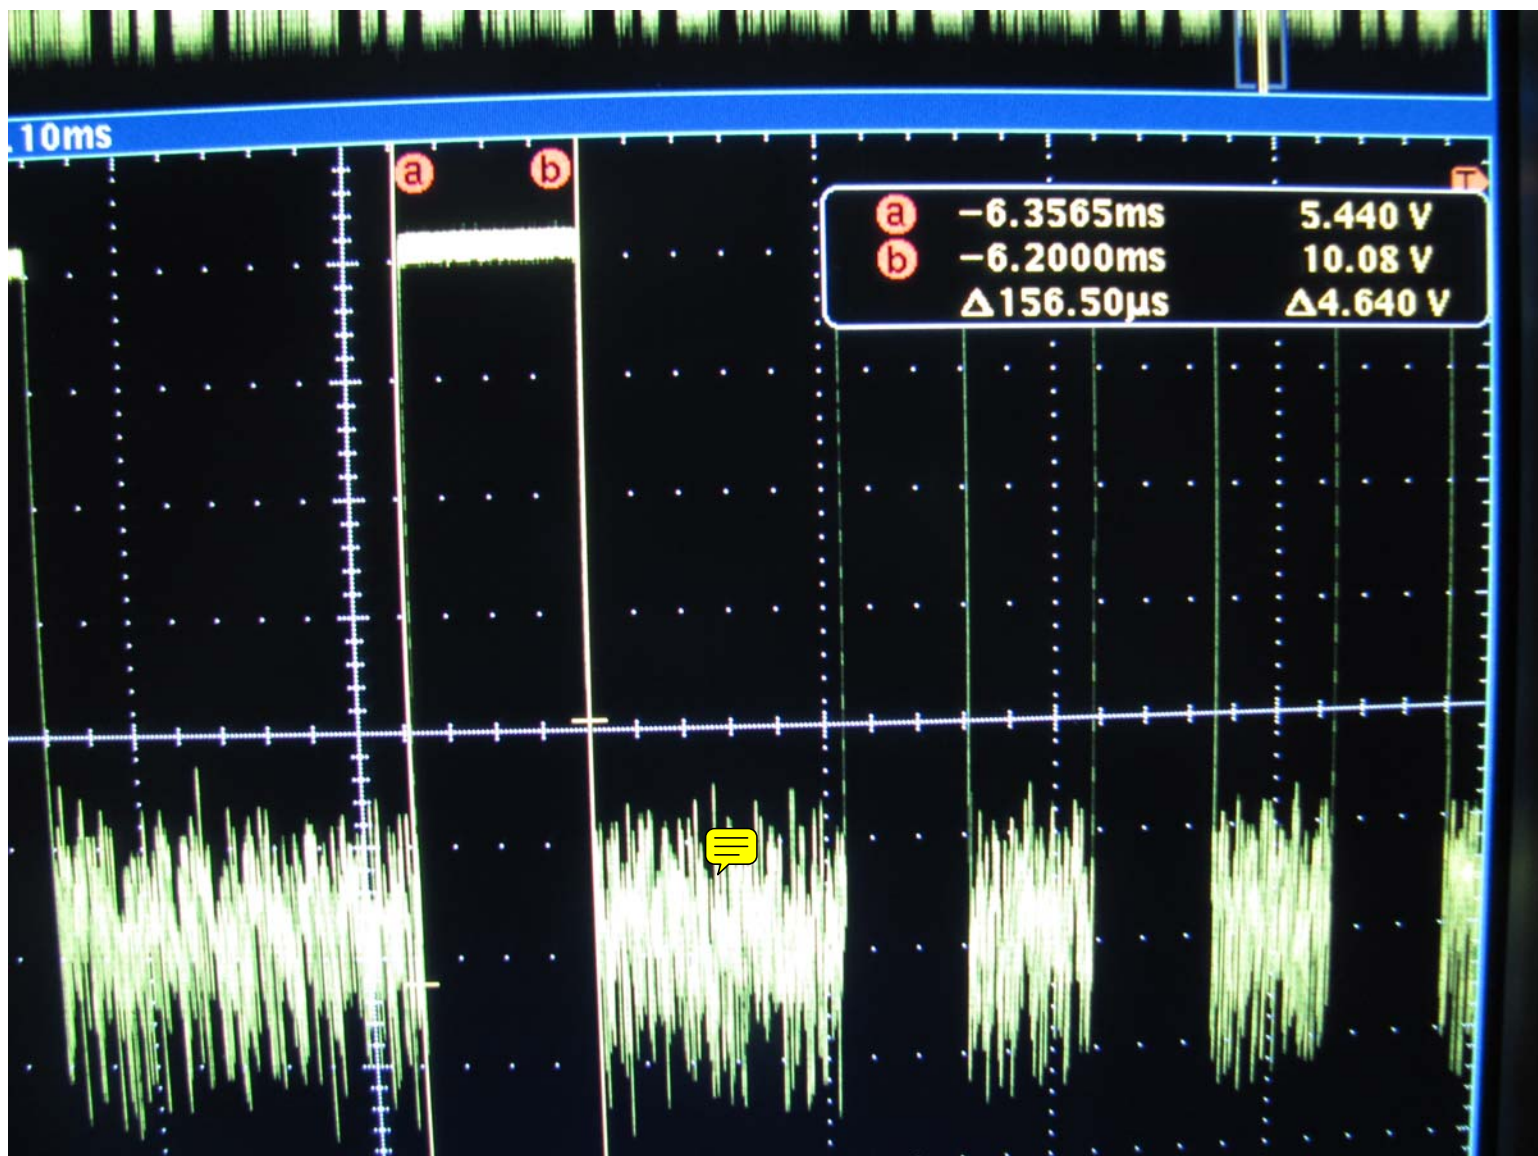 .10ms
a b
T
a −6.3565ms 5.440 V
b −6.2000ms 10.08 V
Δ156.50μs Δ4.640 V